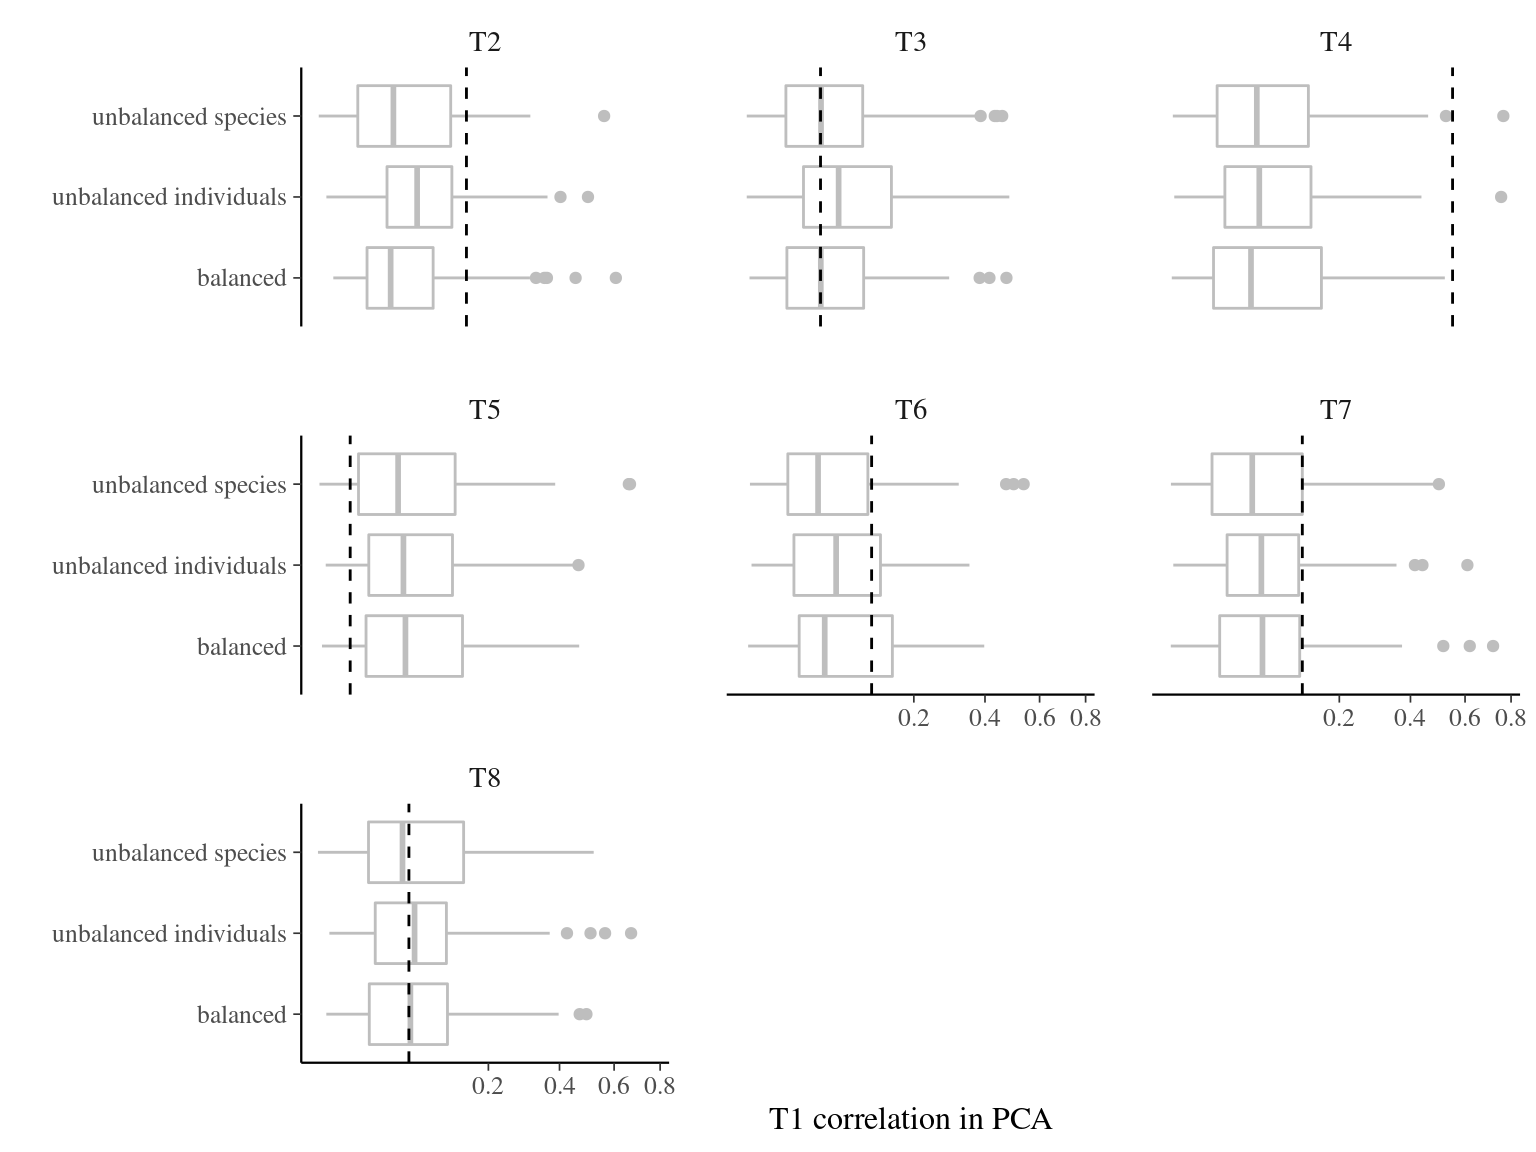 T2 T3 T4
unbalanced species
unbalanced individuals
balanced
T5 T6 T7
unbalanced species
unbalanced individuals
balanced
0.2 0.4 0.6 0.8 0.2 0.4 0.6 0.8
T8
unbalanced species
unbalanced individuals
balanced
0.2 0.4 0.6 0.8
T1 correlation in PCA